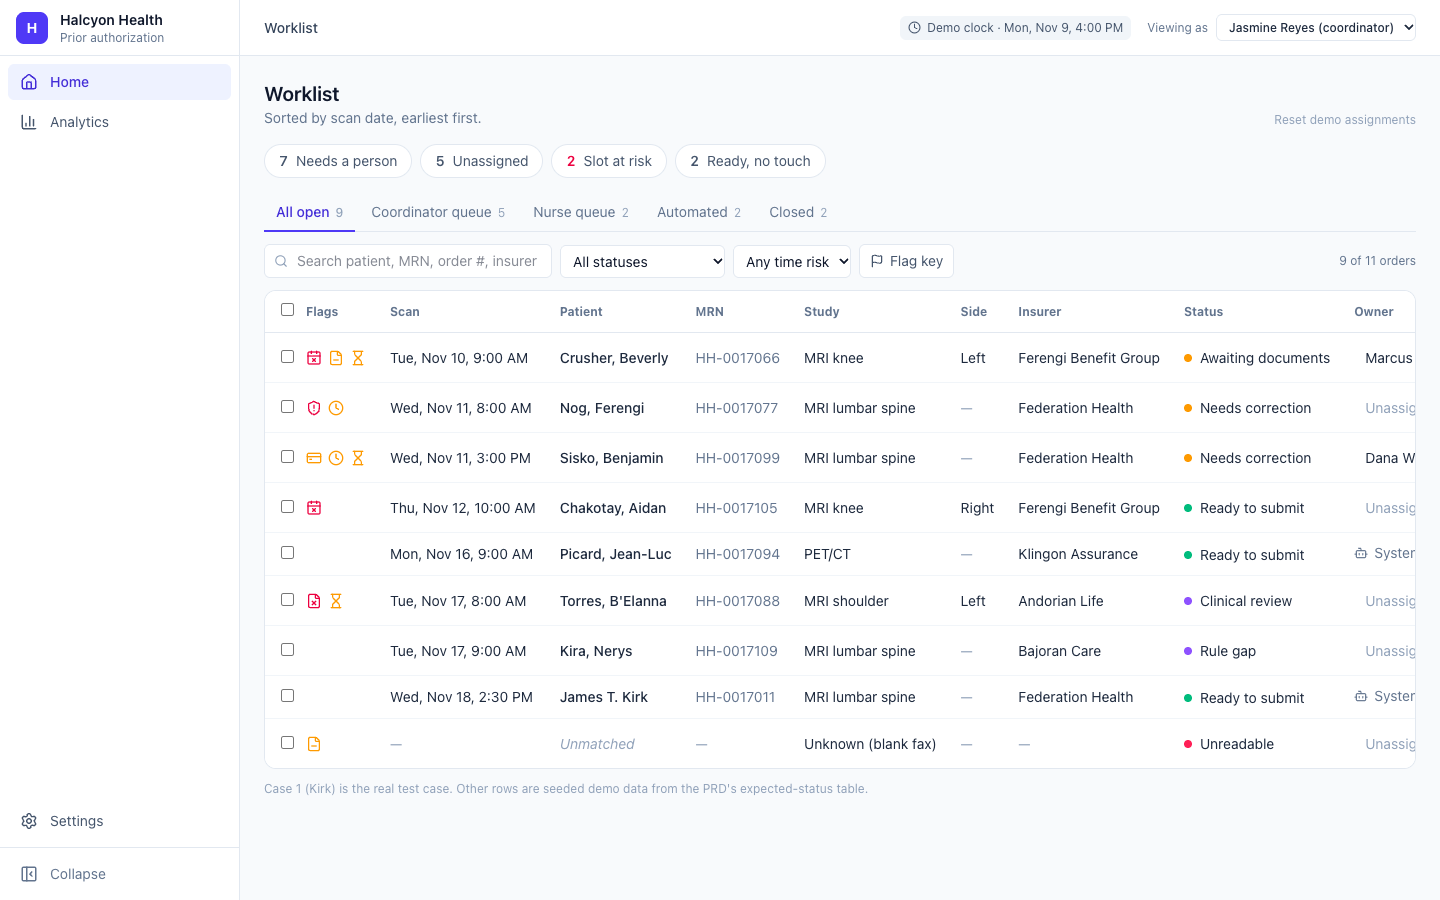 H
Halcyon Health
Prior authorization
Home
Analytics
Settings
Collapse
Worklist
Demo clock · Mon, Nov 9, 4:00 PM
Viewing as
Jasmine Reyes (coordinator)
Worklist
Sorted by scan date, earliest first.
Reset demo assignments
7 Needs a person
5 Unassigned
2 Slot at risk
2 Ready, no touch
All open 9
Coordinator queue 5
Nurse queue 2
Automated 2
Closed 2
Search patient, MRN, order #, insurer
All statuses
Any time risk
Flag key
9 of 11 orders
Flags Scan Patient MRN Study Side Insurer Status Owner
Tue, Nov 10, 9:00 AM Crusher, Beverly HH-0017066 MRI knee Left Ferengi Benefit Group Awaiting documents Marcus
Wed, Nov 11, 8:00 AM Nog, Ferengi HH-0017077 MRI lumbar spine — Federation Health Needs correction Unassig
Wed, Nov 11, 3:00 PM Sisko, Benjamin HH-0017099 MRI lumbar spine — Federation Health Needs correction Dana W
Thu, Nov 12, 10:00 AM Chakotay, Aidan HH-0017105 MRI knee Right Ferengi Benefit Group Ready to submit Unassig
Mon, Nov 16, 9:00 AM Picard, Jean-Luc HH-0017094 PET/CT — Klingon Assurance Ready to submit System
Tue, Nov 17, 8:00 AM Torres, B'Elanna HH-0017088 MRI shoulder Left Andorian Life Clinical review Unassig
Tue, Nov 17, 9:00 AM Kira, Nerys HH-0017109 MRI lumbar spine — Bajoran Care Rule gap Unassig
Wed, Nov 18, 2:30 PM James T. Kirk HH-0017011 MRI lumbar spine — Federation Health Ready to submit System
— Unmatched — Unknown (blank fax) — — Unreadable Unassig
Case 1 (Kirk) is the real test case. Other rows are seeded demo data from the PRD's expected-status table.